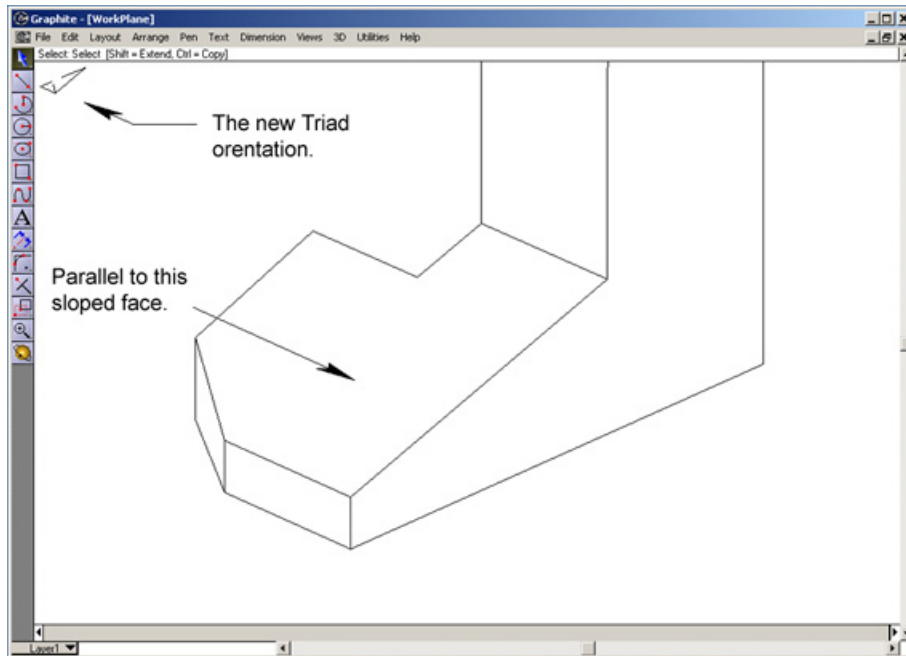 Graphite - [WorkPlane]
File Edit Layout Arrange Pen Text Dimension Views 3D Utilities Help
Select: Select [Shift = Extend, Ctrl = Copy]
The new Triad
orentation.
Parallel to this
sloped face.
A
Layer1